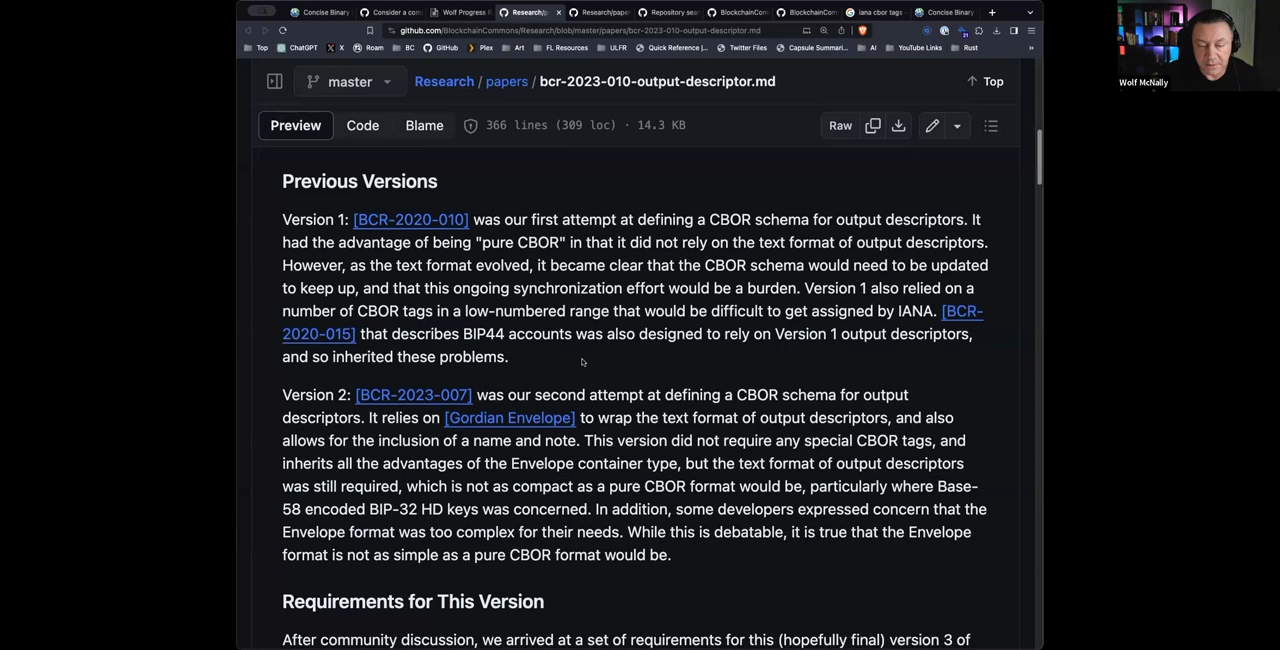 Concise Binary
Consider a com
Wolf Progress R
Research/p
Research/pape
Repository sea
BlockchainCom
BlockchainCom
iana cbor tags
Concise Binary
github.com/BlockchainCommons/Research/blob/master/papers/bcr-2023-010-output-descriptor.md
Top
ChatGPT
X
Roam
BC
GitHub
Plex
Art
FL Resources
ULFR
Quick Reference |...
Twitter Files
Capsule Summari...
AI
YouTube Links
Rust
»
master
Research / papers / bcr-2023-010-output-descriptor.md
Top
Preview
Code
Blame
366 lines (309 loc) · 14.3 KB
Raw
Previous Versions
Version 1: [BCR-2020-010] was our first attempt at defining a CBOR schema for output descriptors. It
had the advantage of being "pure CBOR" in that it did not rely on the text format of output descriptors.
However, as the text format evolved, it became clear that the CBOR schema would need to be updated
to keep up, and that this ongoing synchronization effort would be a burden. Version 1 also relied on a
number of CBOR tags in a low-numbered range that would be difficult to get assigned by IANA. [BCR-
2020-015] that describes BIP44 accounts was also designed to rely on Version 1 output descriptors,
and so inherited these problems.
Version 2: [BCR-2023-007] was our second attempt at defining a CBOR schema for output
descriptors. It relies on [Gordian Envelope] to wrap the text format of output descriptors, and also
allows for the inclusion of a name and note. This version did not require any special CBOR tags, and
inherits all the advantages of the Envelope container type, but the text format of output descriptors
was still required, which is not as compact as a pure CBOR format would be, particularly where Base-
58 encoded BIP-32 HD keys was concerned. In addition, some developers expressed concern that the
Envelope format was too complex for their needs. While this is debatable, it is true that the Envelope
format is not as simple as a pure CBOR format would be.
Requirements for This Version
After community discussion, we arrived at a set of requirements for this (hopefully final) version 3 of
Wolf McNally